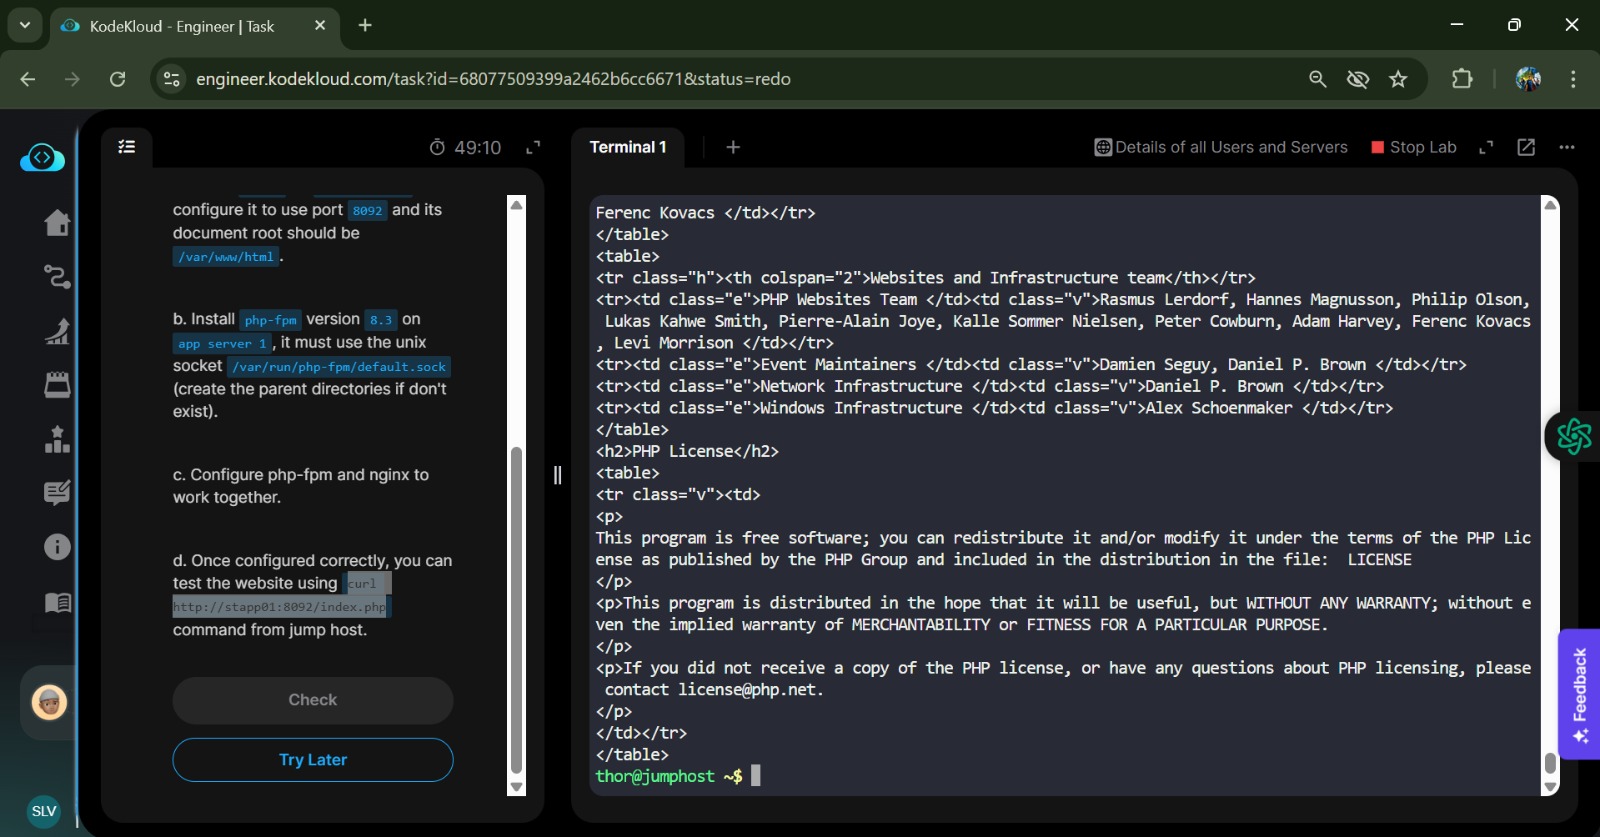 KodeKloud - Engineer | Task
engineer.kodekloud.com/task?id=68077509399a2462b6cc6671&status=redo
49:10
Terminal 1
Details of all Users and Servers
Stop Lab
configure it to use port 8092 and its
document root should be
/var/www/html .
b. Install php-fpm version 8.3 on
app server 1 , it must use the unix
socket /var/run/php-fpm/default.sock
(create the parent directories if don't
exist).
c. Configure php-fpm and nginx to
work together.
d. Once configured correctly, you can
test the website using curl
http://stapp01:8092/index.php
command from jump host.
Check
Try Later
SLV
Ferenc Kovacs </td></tr>
</table>
<table>
<tr class="h"><th colspan="2">Websites and Infrastructure team</th></tr>
<tr><td class="e">PHP Websites Team </td><td class="v">Rasmus Lerdorf, Hannes Magnusson, Philip Olson,
Lukas Kahwe Smith, Pierre-Alain Joye, Kalle Sommer Nielsen, Peter Cowburn, Adam Harvey, Ferenc Kovacs
, Levi Morrison </td></tr>
<tr><td class="e">Event Maintainers </td><td class="v">Damien Seguy, Daniel P. Brown </td></tr>
<tr><td class="e">Network Infrastructure </td><td class="v">Daniel P. Brown </td></tr>
<tr><td class="e">Windows Infrastructure </td><td class="v">Alex Schoenmaker </td></tr>
</table>
<h2>PHP License</h2>
<table>
<tr class="v"><td>
<p>
This program is free software; you can redistribute it and/or modify it under the terms of the PHP Lic
ense as published by the PHP Group and included in the distribution in the file:  LICENSE
</p>
<p>This program is distributed in the hope that it will be useful, but WITHOUT ANY WARRANTY; without e
ven the implied warranty of MERCHANTABILITY or FITNESS FOR A PARTICULAR PURPOSE.
</p>
<p>If you did not receive a copy of the PHP license, or have any questions about PHP licensing, please
contact license@php.net.
</p>
</td></tr>
</table>
thor@jumphost ~$
Feedback